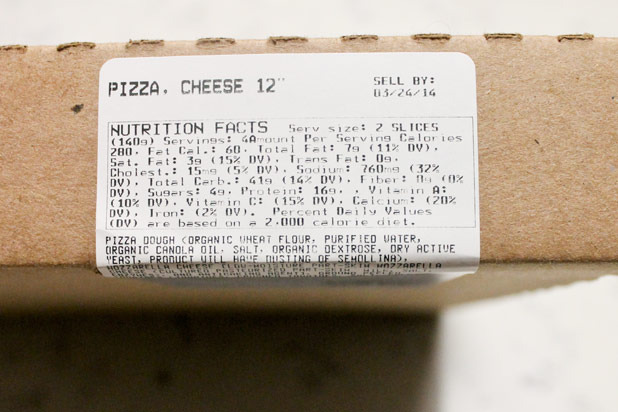 PIZZA, CHEESE 12"
SELL BY:
03/24/14
NUTRITION FACTS Serv size: 2 SLICES
(140g) Servings: 4Amount Per Serving Calories
280, Fat Cal.: 60, Total Fat: 7g (11% DV),
Sat. Fat: 3g (15% DV), Trans Fat: 0g,
Cholest.: 15mg (5% DV), Sodium: 760mg (32%
DV), Total Carb.: 41g (14% DV), Fiber: 0g (0%
DV), Sugars: 4g, Protein: 16g, , Vitamin A:
(10% DV), Vitamin C: (15% DV), Calcium: (20%
DV), Iron: (2% DV). Percent Daily Values
(DV) are based on a 2,000 calorie diet.
PIZZA DOUGH (ORGANIC WHEAT FLOUR, PURIFIED WATER,
ORGANIC CANOLA OIL, SALT, ORGANIC DEXTROSE, DRY ACTIVE
YEAST, PRODUCT WILL HAVE DUSTING OF SEMOLLINA),
MOZZARELLA CHEESE MOZZARELLA